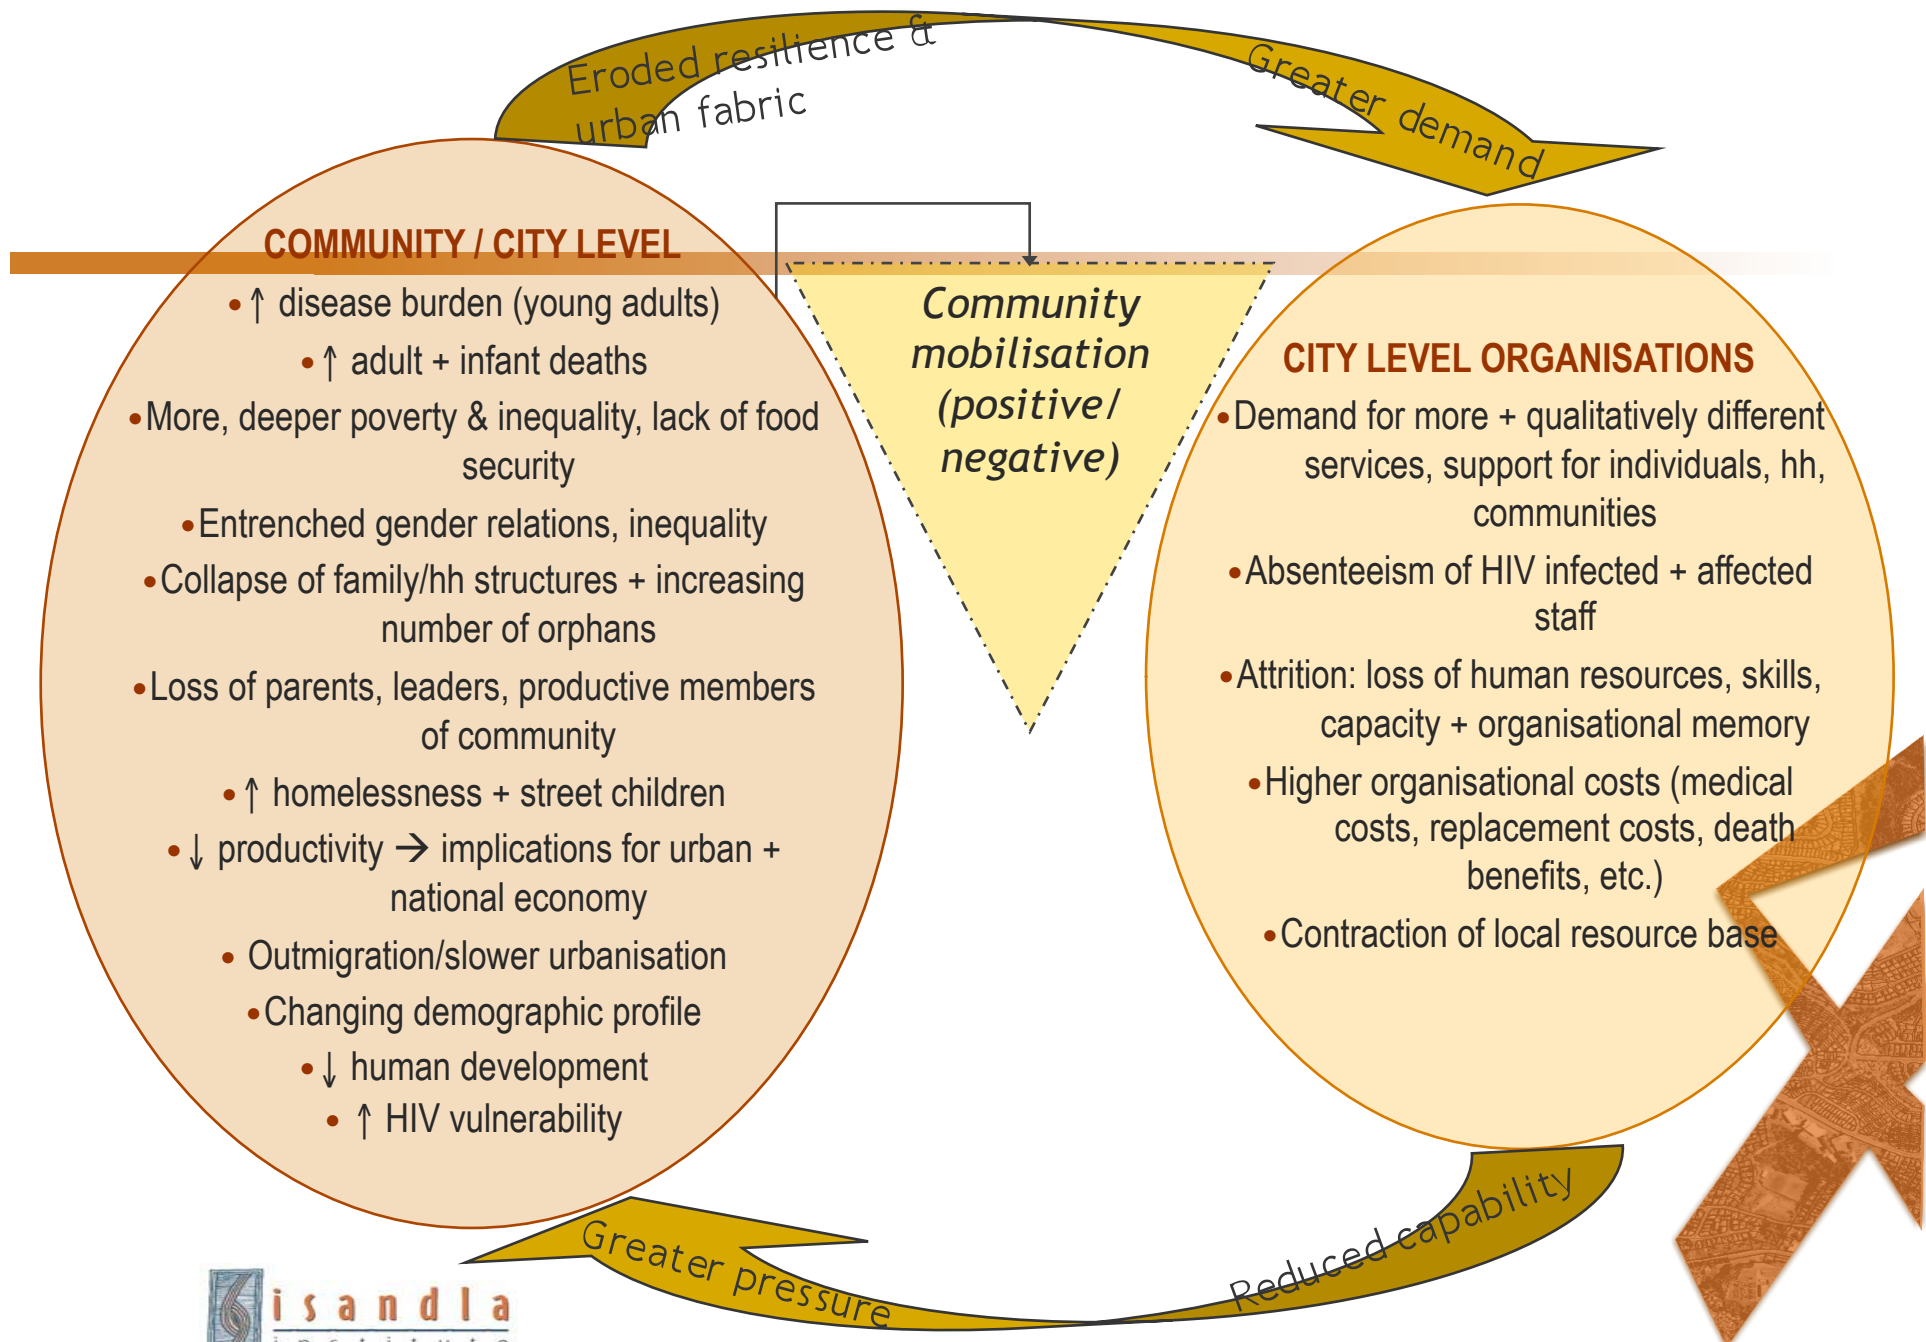 Eroded resilience &
urban fabric
Greater demand
COMMUNITY / CITY LEVEL
• ↑ disease burden (young adults)
• ↑ adult + infant deaths
• More, deeper poverty & inequality, lack of food
security
• Entrenched gender relations, inequality
• Collapse of family/hh structures + increasing
number of orphans
• Loss of parents, leaders, productive members
of community
• ↑ homelessness + street children
• ↓ productivity → implications for urban +
national economy
• Outmigration/slower urbanisation
• Changing demographic profile
• ↓ human development
• ↑ HIV vulnerability
Community
mobilisation
(positive/
negative)
CITY LEVEL ORGANISATIONS
• Demand for more + qualitatively different
services, support for individuals, hh,
communities
• Absenteeism of HIV infected + affected
staff
• Attrition: loss of human resources, skills,
capacity + organisational memory
• Higher organisational costs (medical
costs, replacement costs, death
benefits, etc.)
• Contraction of local resource base
Greater pressure
Reduced capability
isandla